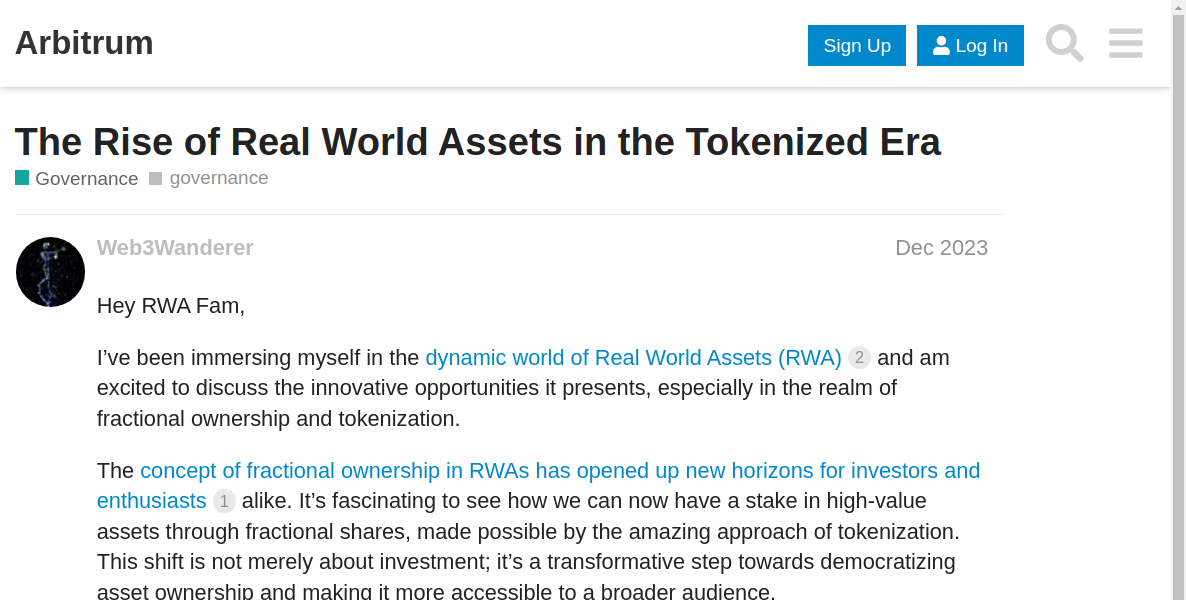 Arbitrum
Sign Up
Log In
The Rise of Real World Assets in the Tokenized Era
Governance governance
Web3Wanderer
Dec 2023
Hey RWA Fam,
I’ve been immersing myself in the dynamic world of Real World Assets (RWA) 2 and am
excited to discuss the innovative opportunities it presents, especially in the realm of
fractional ownership and tokenization.
The concept of fractional ownership in RWAs has opened up new horizons for investors and
enthusiasts 1 alike. It’s fascinating to see how we can now have a stake in high-value
assets through fractional shares, made possible by the amazing approach of tokenization.
This shift is not merely about investment; it’s a transformative step towards democratizing
asset ownership and making it more accessible to a broader audience.